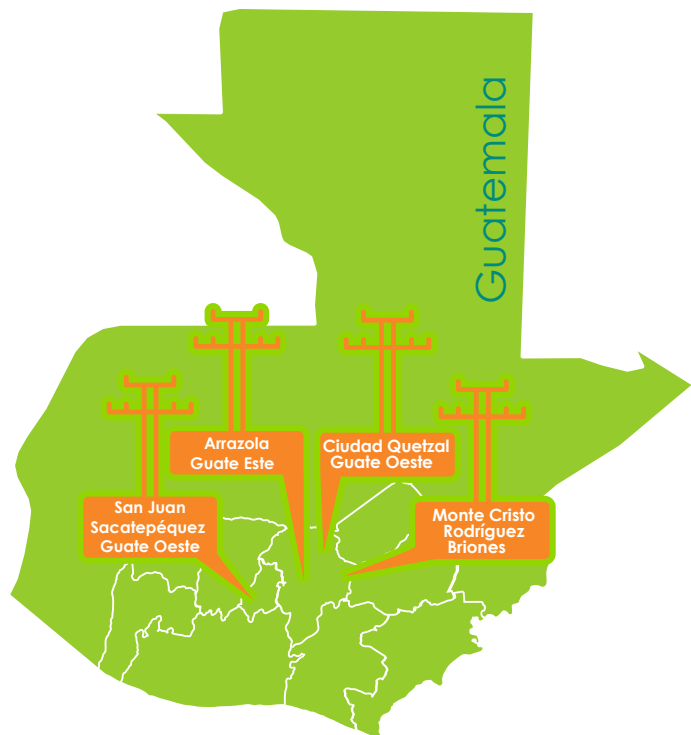 Guatemala
Arrazola
Guate Este
Ciudad Quetzal
Guate Oeste
San Juan
Sacatepéquez
Guate Oeste
Monte Cristo
Rodríguez
Briones